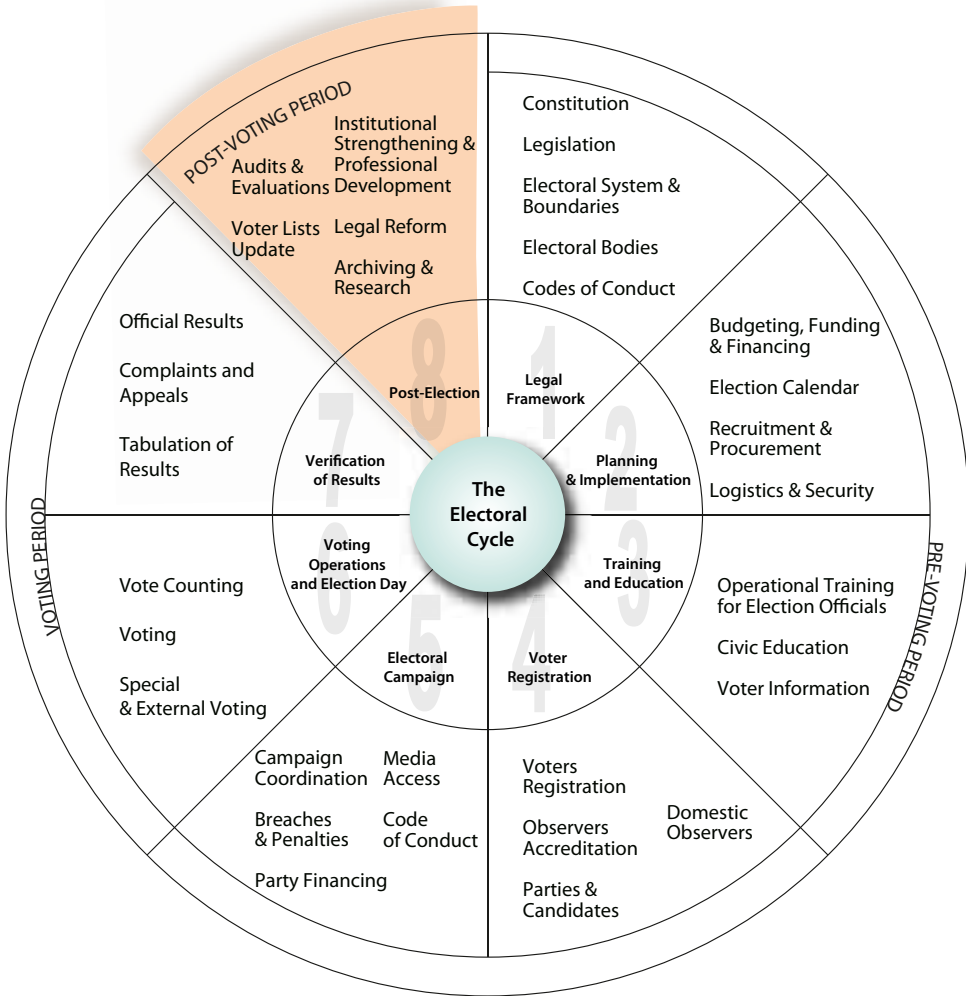 The
Electoral
Cycle
1
Legal
Framework
Constitution
Legislation
Electoral System &
Boundaries
Electoral Bodies
Codes of Conduct
2
Planning
& Implementation
Budgeting, Funding
& Financing
Election Calendar
Recruitment &
Procurement
Logistics & Security
PRE-VOTING PERIOD
3
Training
and Education
Operational Training
for Election Officials
Civic Education
Voter Information
4
Voter
Registration
Voters
Registration
Observers
Accreditation
Parties &
Candidates
Domestic
Observers
5
Electoral
Campaign
Campaign
Coordination
Breaches
& Penalties
Party Financing
Media
Access
Code
of Conduct
6
Voting
Operations
and Election Day
Vote Counting
Voting
Special
& External Voting
VOTING PERIOD
7
Verification
of Results
Official Results
Complaints and
Appeals
Tabulation of
Results
8
Post-Election
POST-VOTING PERIOD
Audits &
Evaluations
Voter Lists
Update
Institutional
Strengthening &
Professional
Development
Legal Reform
Archiving &
Research